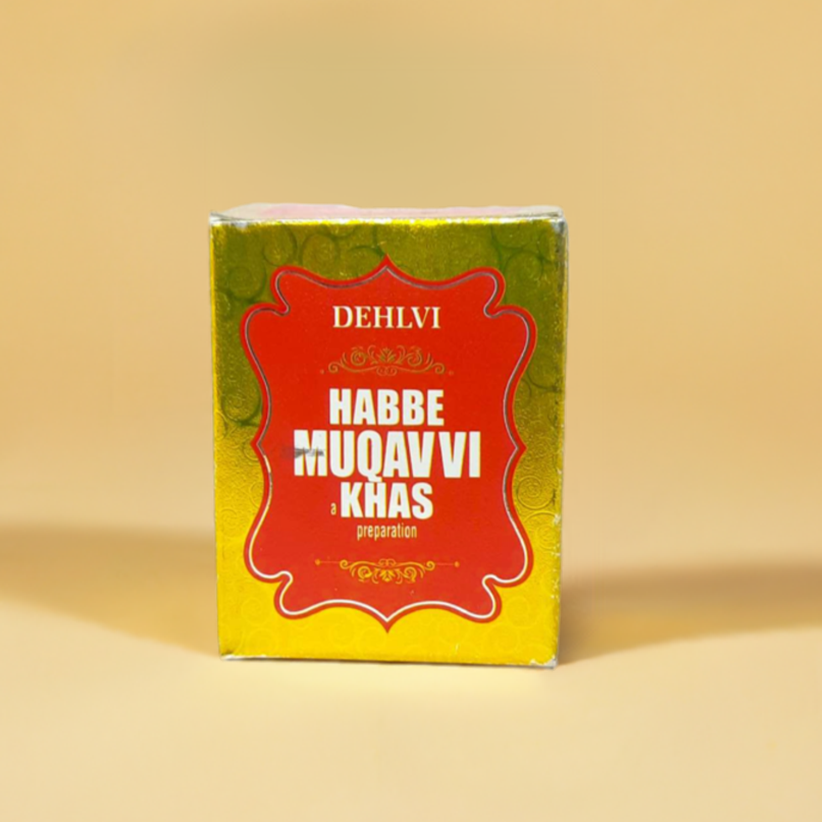 DEHLVI
HABBE
MUQAVVI
a KHAS
preparation